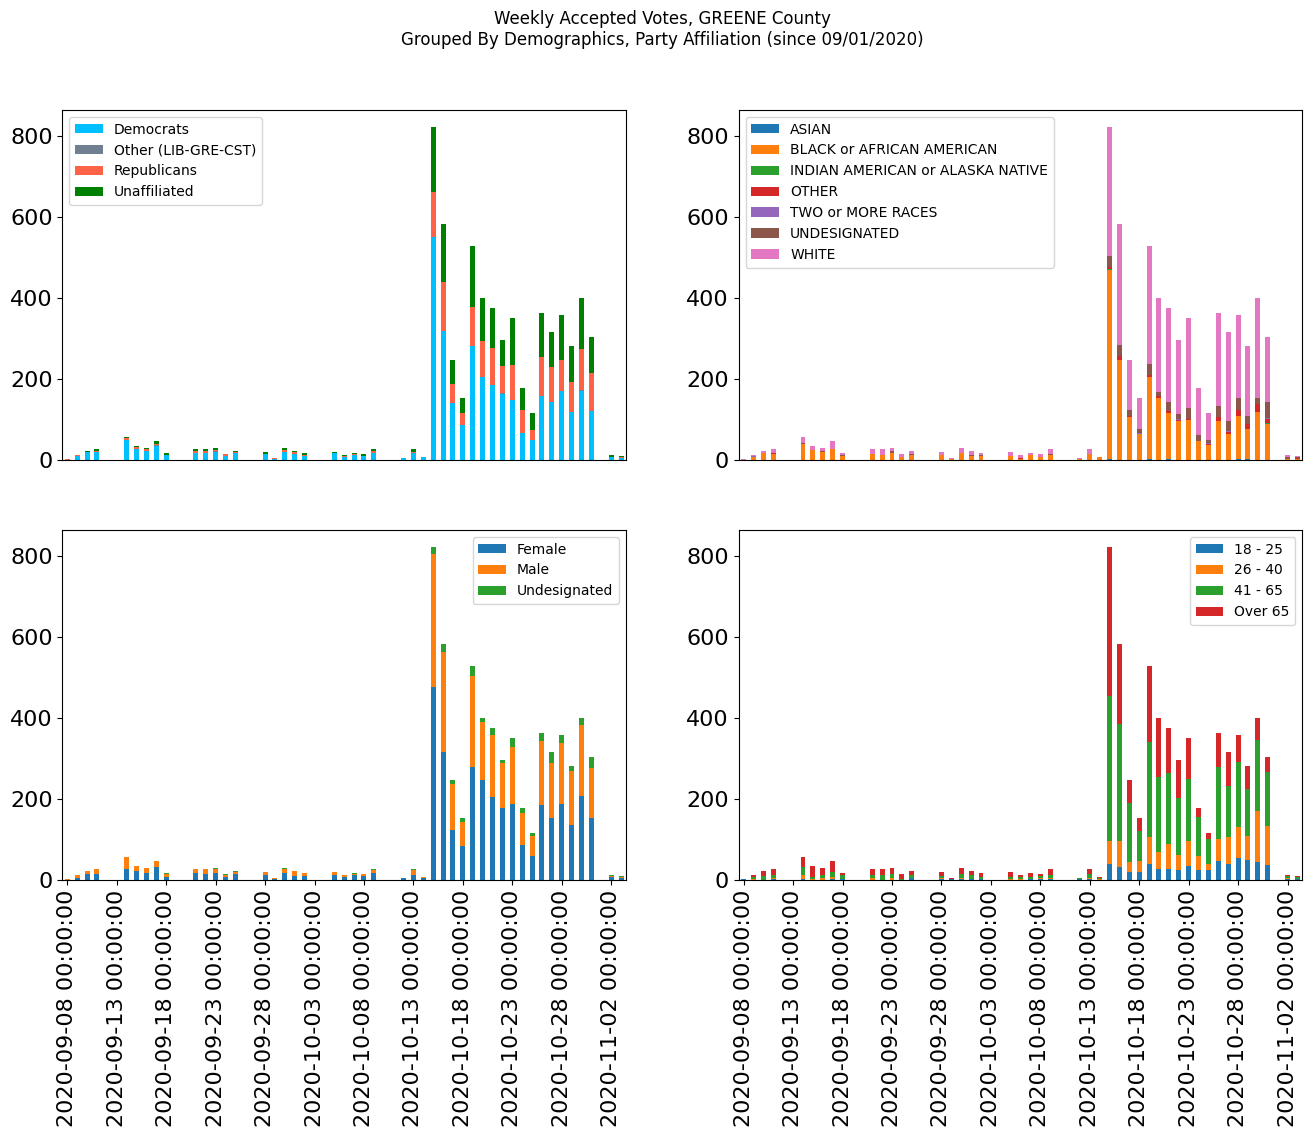 Weekly Accepted Votes, GREENE County
Grouped By Demographics, Party Affiliation (since 09/01/2020)
800
600
400
200
0
Democrats
Other (LIB-GRE-CST)
Republicans
Unaffiliated
800
600
400
200
0
ASIAN
BLACK or AFRICAN AMERICAN
INDIAN AMERICAN or ALASKA NATIVE
OTHER
TWO or MORE RACES
UNDESIGNATED
WHITE
800
600
400
200
0
Female
Male
Undesignated
2020-09-08 00:00:00
2020-09-13 00:00:00
2020-09-18 00:00:00
2020-09-23 00:00:00
2020-09-28 00:00:00
2020-10-03 00:00:00
2020-10-08 00:00:00
2020-10-13 00:00:00
2020-10-18 00:00:00
2020-10-23 00:00:00
2020-10-28 00:00:00
2020-11-02 00:00:00
800
600
400
200
0
18 - 25
26 - 40
41 - 65
Over 65
2020-09-08 00:00:00
2020-09-13 00:00:00
2020-09-18 00:00:00
2020-09-23 00:00:00
2020-09-28 00:00:00
2020-10-03 00:00:00
2020-10-08 00:00:00
2020-10-13 00:00:00
2020-10-18 00:00:00
2020-10-23 00:00:00
2020-10-28 00:00:00
2020-11-02 00:00:00